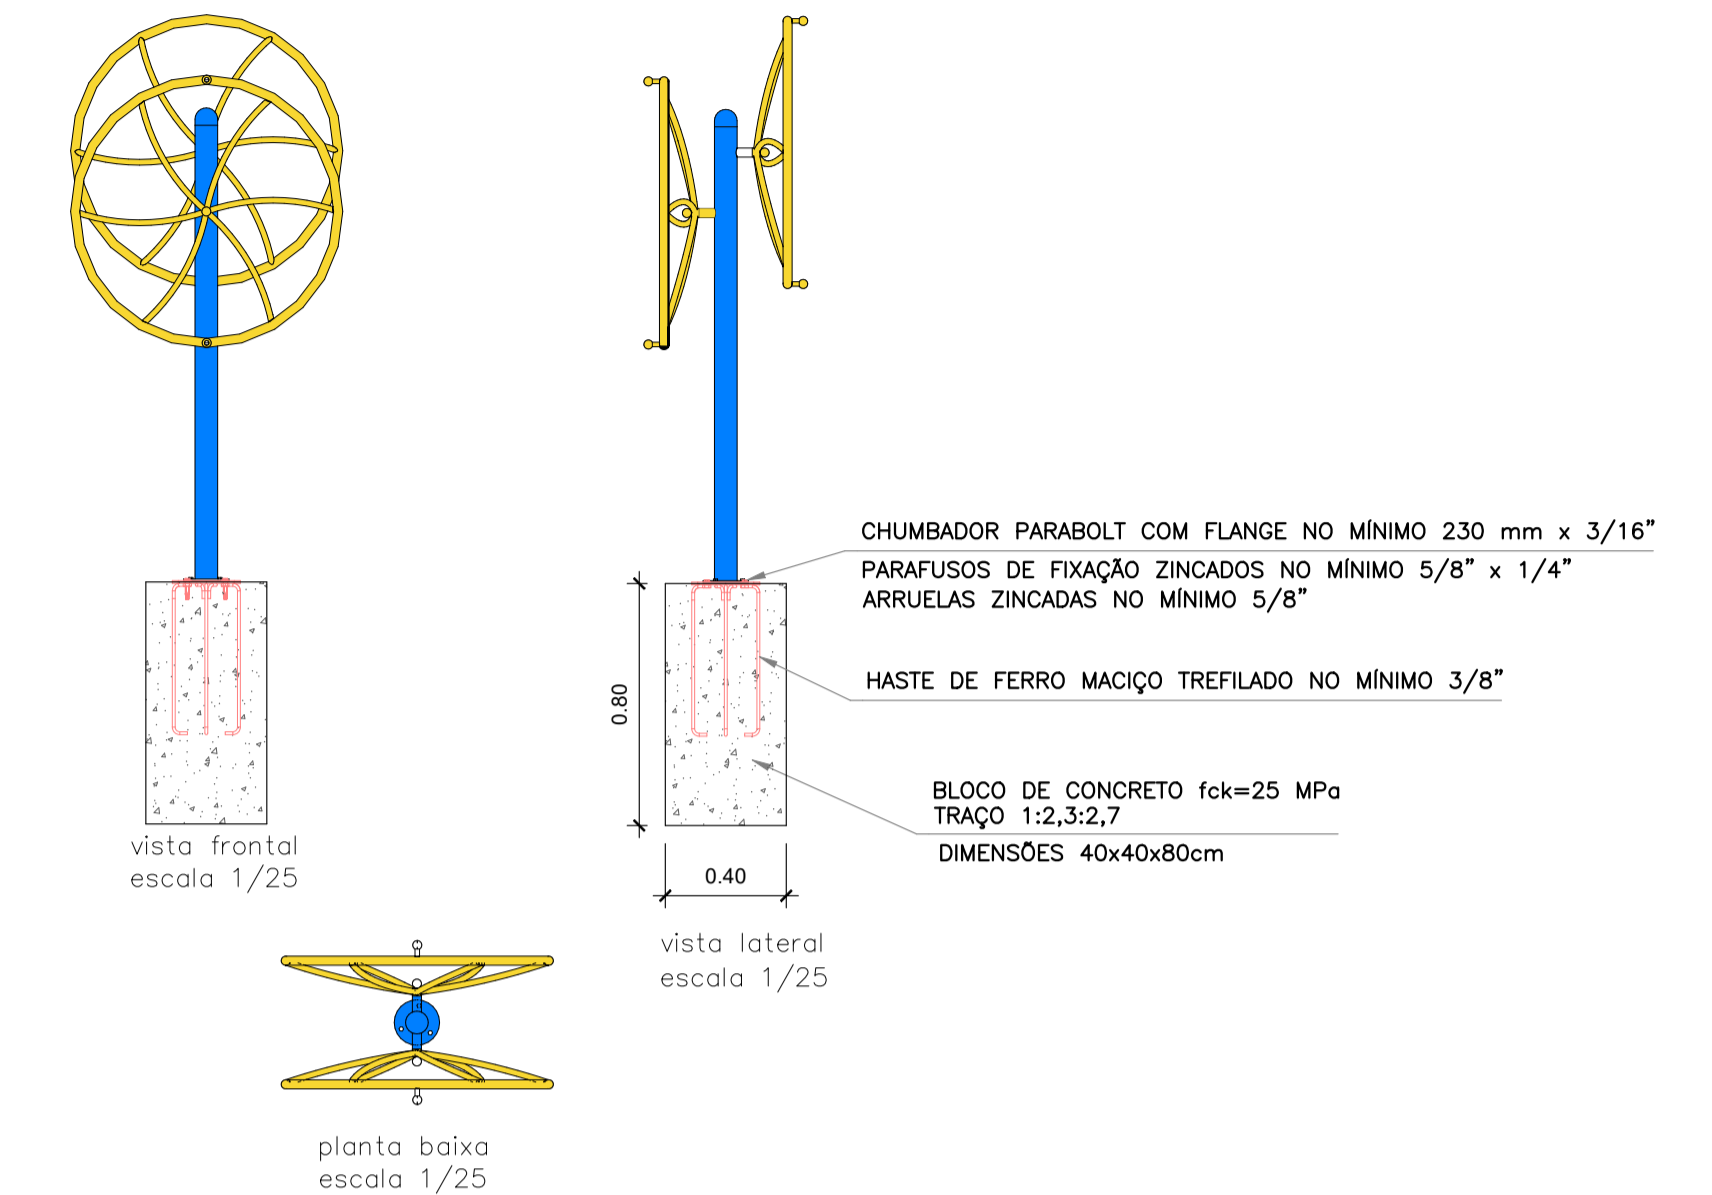 CHUMBADOR PARABOLT COM FLANGE NO MÍNIMO 230 mm x 3/16”
PARAFUSOS DE FIXAÇÃO ZINCADOS NO MÍNIMO 5/8” x 1/4”
ARRUELAS ZINCADAS NO MÍNIMO 5/8”
HASTE DE FERRO MACIÇO TREFILADO NO MÍNIMO 3/8”
0.80
BLOCO DE CONCRETO fck=25 MPa
TRAÇO 1:2,3:2,7
DIMENSÕES 40x40x80cm
vista frontal
escala 1/25
0.40
vista lateral
escala 1/25
planta baixa
escala 1/25